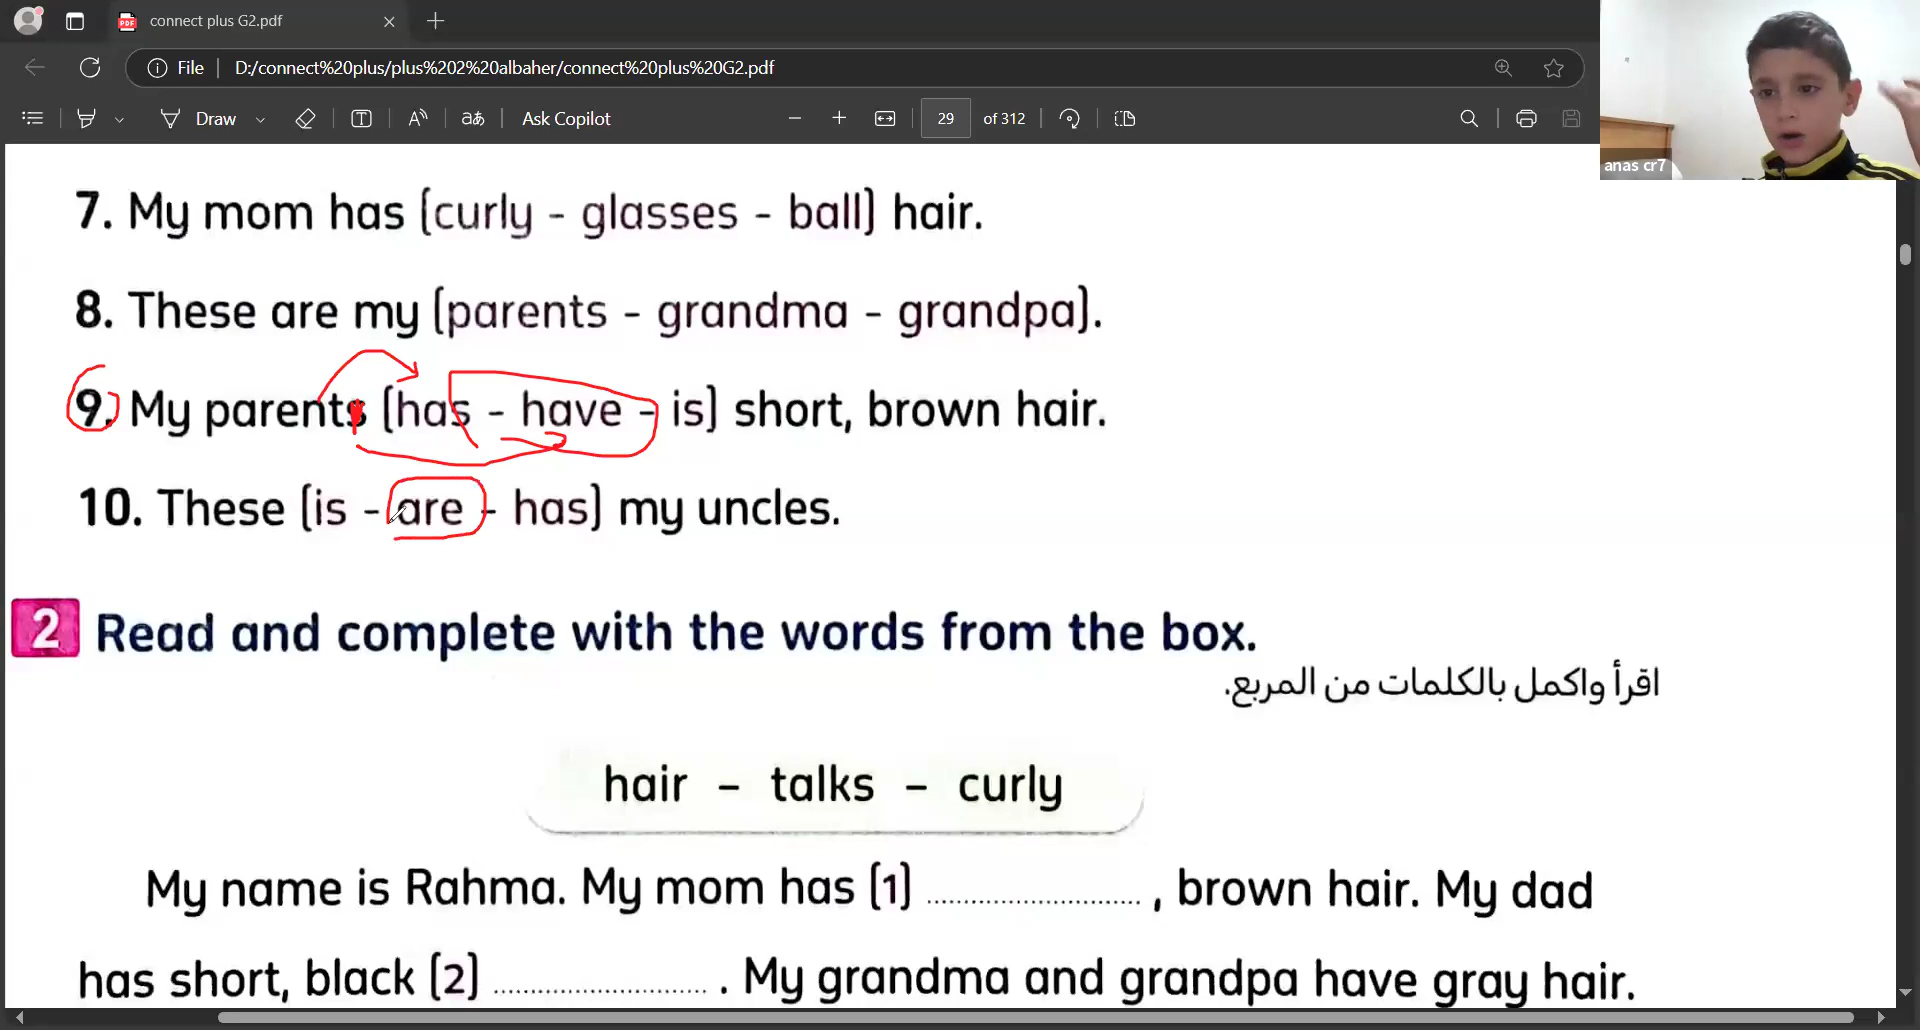 connect plus G2.pdf
File D:/connect%20plus/plus%202%20albaher/connect%20plus%20G2.pdf
Draw aあ Ask Copilot 29 of 312
anas cr7
7. My mom has (curly - glasses - ball) hair.
8. These are my (parents - grandma - grandpa).
9. My parents (has - have - is) short, brown hair.
10. These (is - are - has) my uncles.
2 Read and complete with the words from the box.
اقرأ واكمل بالكلمات من المربع.
hair - talks - curly
My name is Rahma. My mom has (1) ........................ , brown hair. My dad
has short, black (2) ........................ . My grandma and grandpa have gray hair.